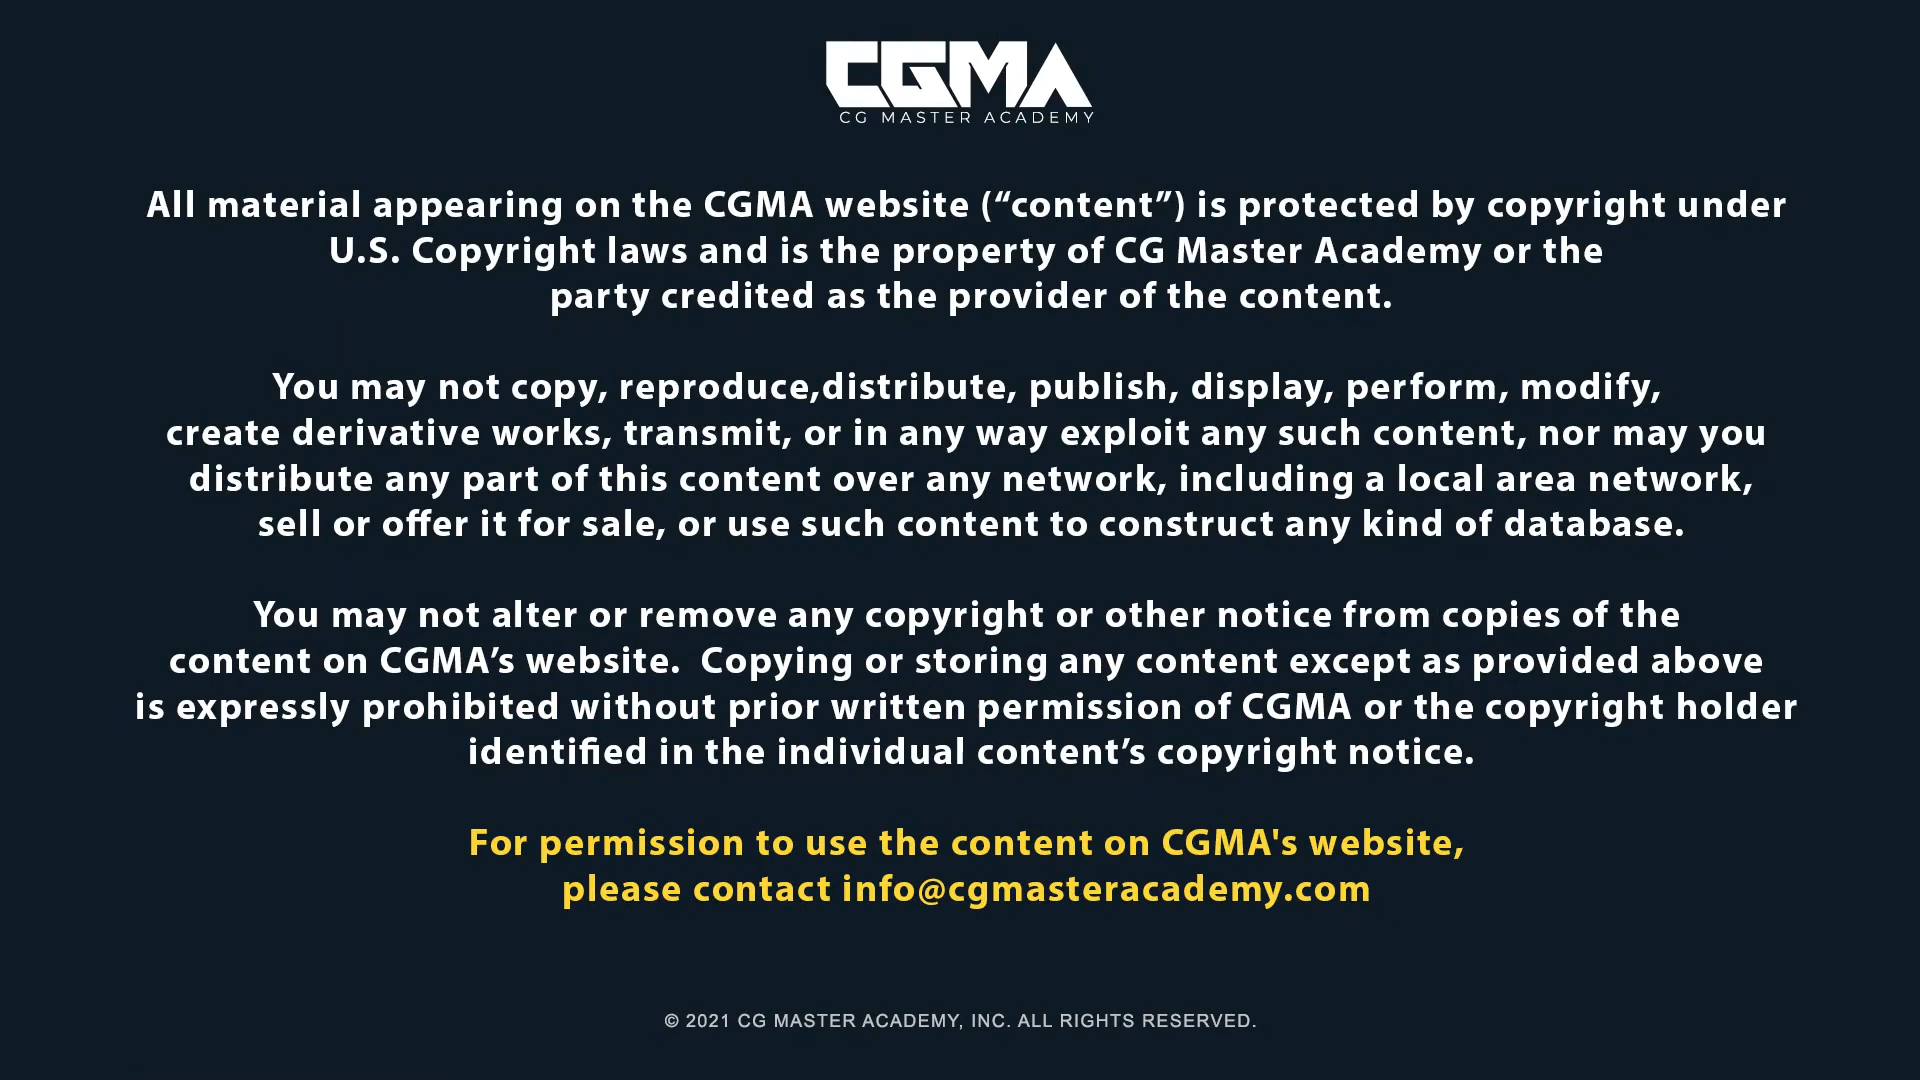 CGMA
CG MASTER ACADEMY
All material appearing on the CGMA website (“content”) is protected by copyright under
U.S. Copyright laws and is the property of CG Master Academy or the
party credited as the provider of the content.
You may not copy, reproduce,distribute, publish, display, perform, modify,
create derivative works, transmit, or in any way exploit any such content, nor may you
distribute any part of this content over any network, including a local area network,
sell or offer it for sale, or use such content to construct any kind of database.
You may not alter or remove any copyright or other notice from copies of the
content on CGMA’s website.  Copying or storing any content except as provided above
is expressly prohibited without prior written permission of CGMA or the copyright holder
identified in the individual content’s copyright notice.
For permission to use the content on CGMA's website,
please contact info@cgmasteracademy.com
© 2021 CG MASTER ACADEMY, INC. ALL RIGHTS RESERVED.